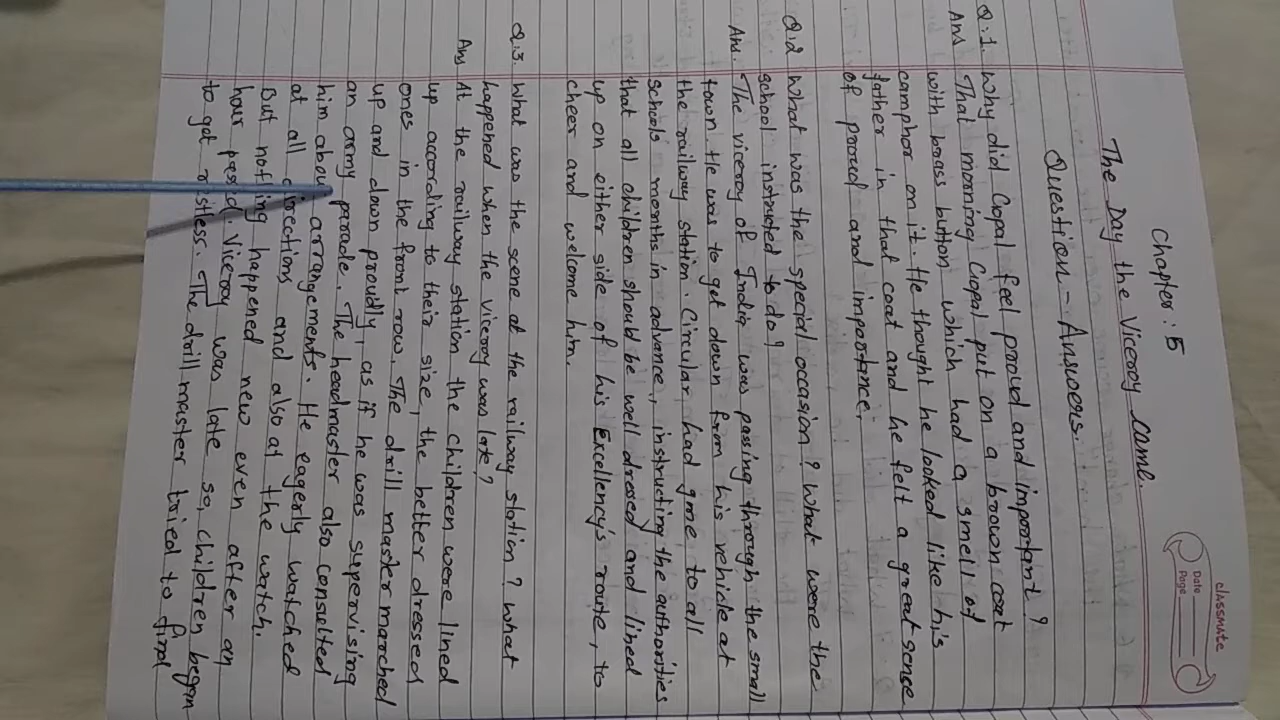 classmate
Date
Page
Chapter : 5
The Day the Viceroy Came.
Question - Answers.
Q.1. Why did Gopal feel proud and important?
Ans That morning Gopal put on a brown coat
with brass button which had a smell of
camphor on it. He thought he looked like his
father in that coat and he felt a great sense
of proud and importance.
Q.2 What was the special occasion? What were the
school instructed to do?
Ans. The viceroy of India was passing through the small
town He was to get down from his vehicle at
the railway station. Circular had gone to all
schools months in advance, instructing the authorities
that all children should be well dressed and lined
up on either side of his Excellency's route, to
cheer and welcome him.
Q.3. What was the scene at the railway station? What
happened when the viceroy was late?
Ans At the railway station the children were lined
up according to their size, the better dressed
ones in the front row. The drill master marched
up and down proudly, as if he was supervising
an army parade. The headmaster also consulted
him about arrangements. He eagerly watched
at all directions and also at the watch.
But nothing happened new even after an
hour passed Viceroy was late so, children began
to get restless. The drill master tried to find